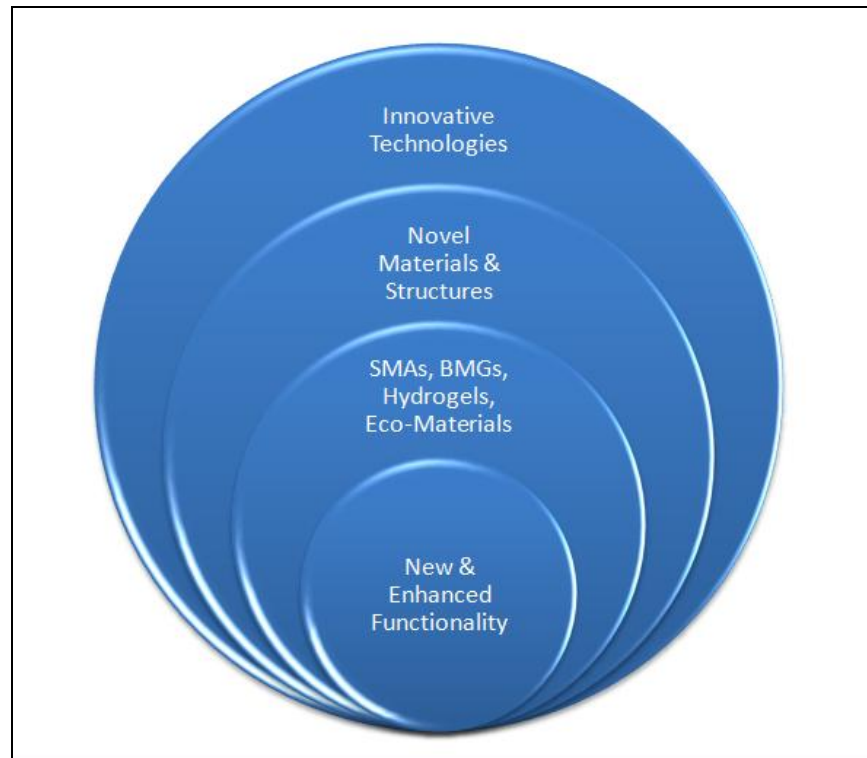 Innovative
Technologies
Novel
Materials &
Structures
SMAs, BMGs,
Hydrogels,
Eco-Materials
New &
Enhanced
Functionality